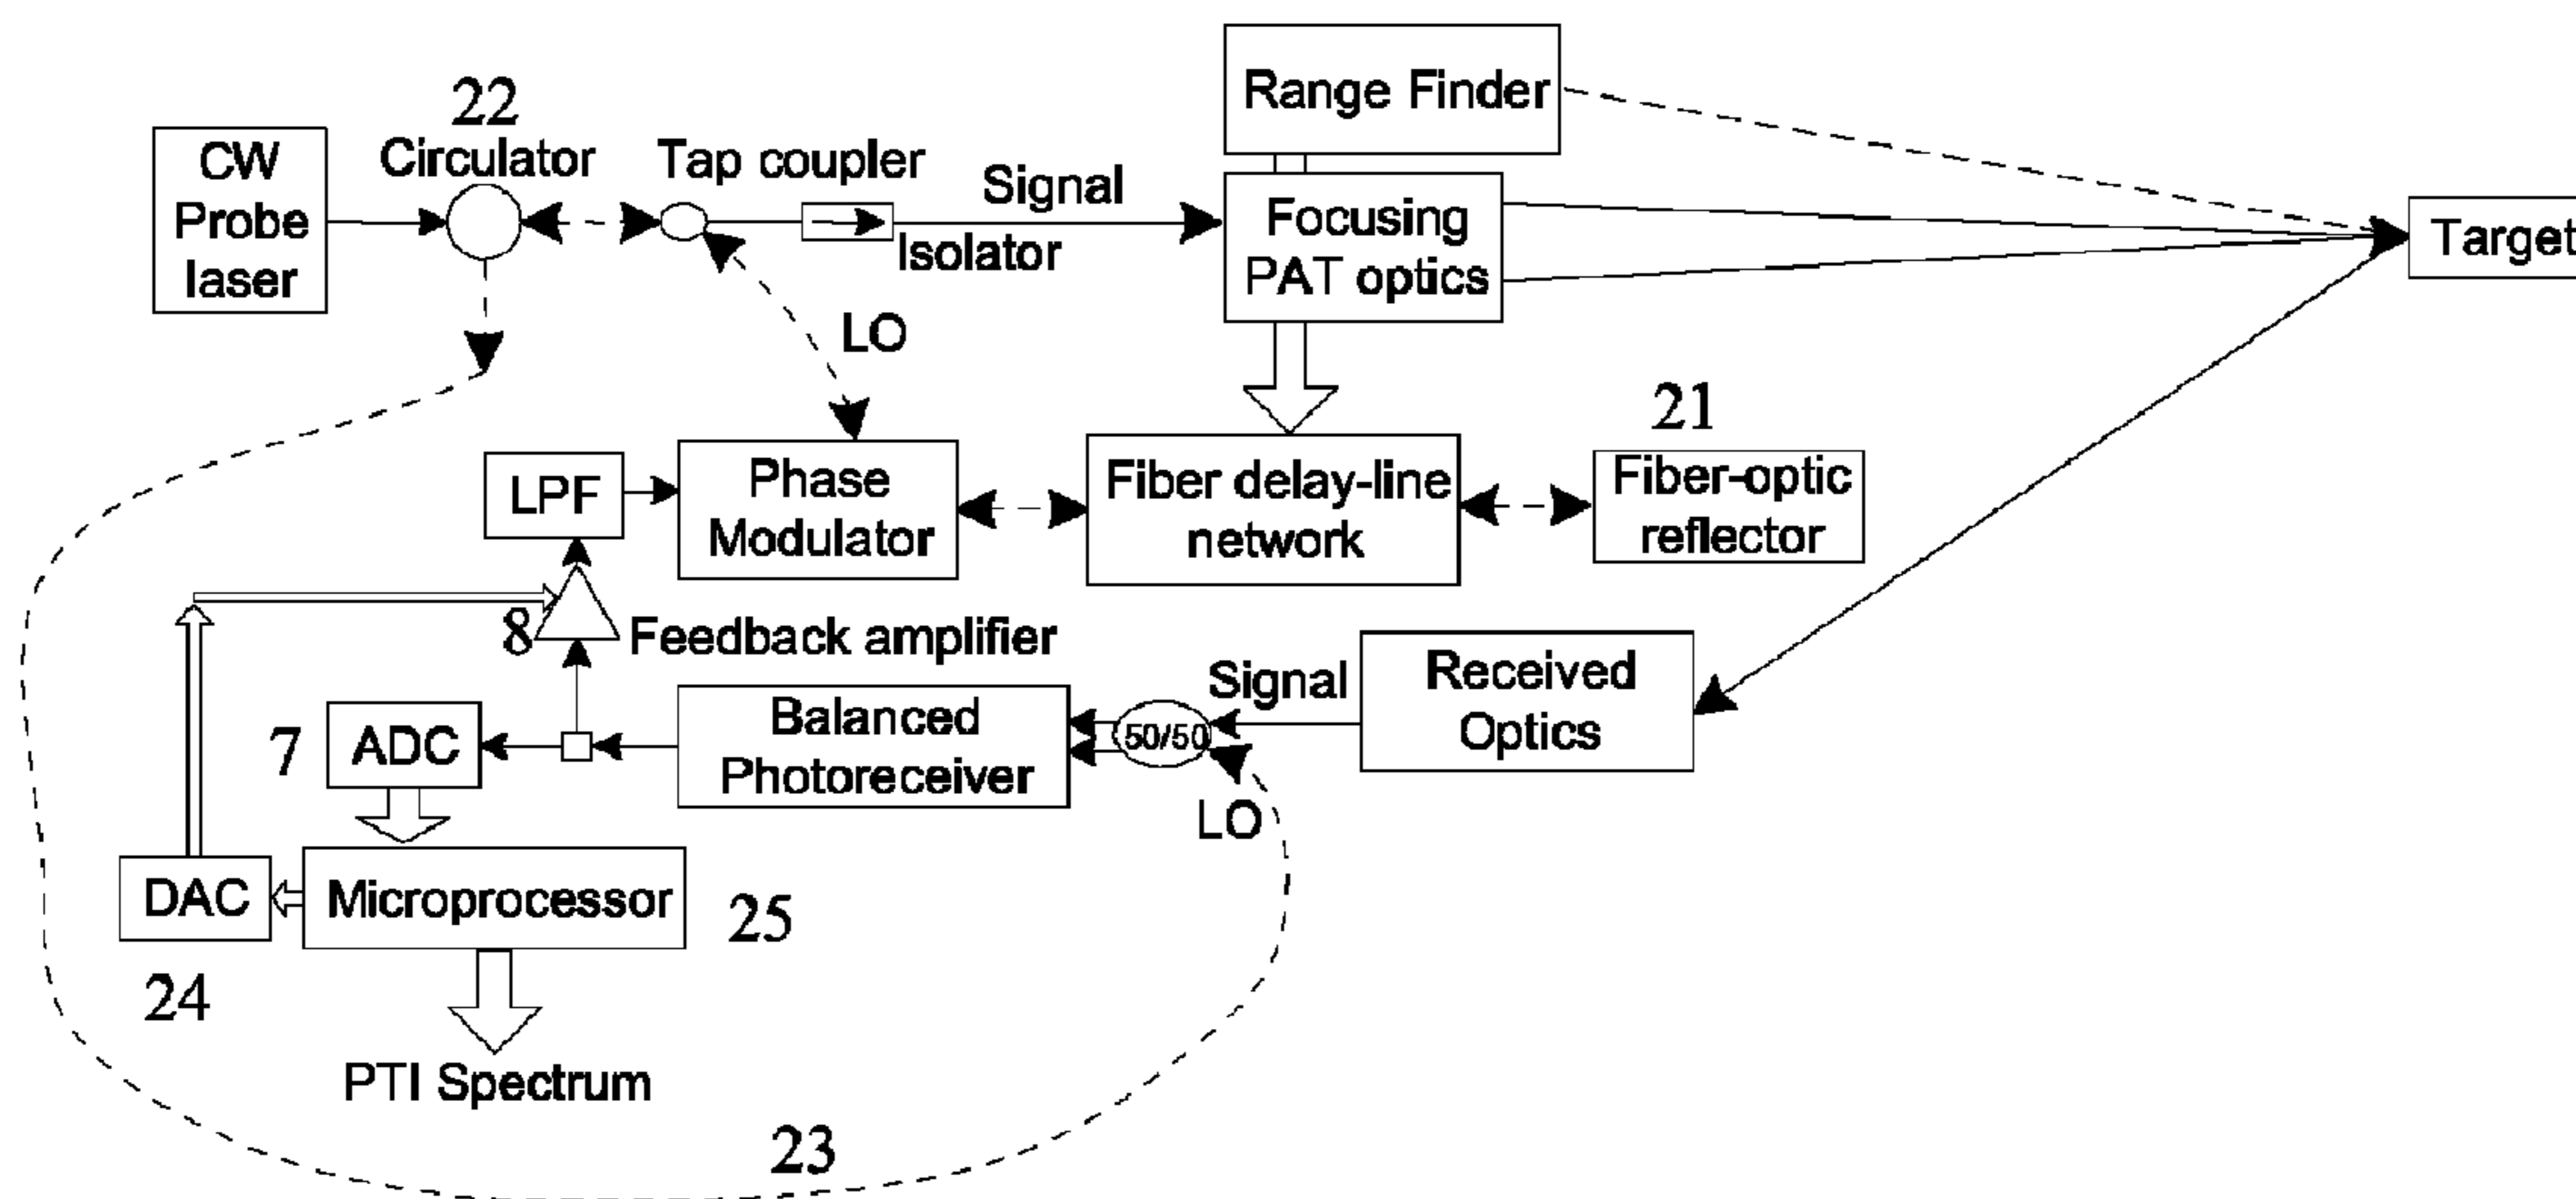 Range Finder
22
CW
Probe
laser
Circulator
Tap coupler
Signal
Isolator
Focusing
PAT optics
Target
LO
21
LPF
Phase
Modulator
Fiber delay-line
network
Fiber-optic
reflector
8
Feedback amplifier
7
ADC
Balanced
Photoreceiver
50/50
Signal
LO
Received
Optics
DAC
Microprocessor
25
24
PTI Spectrum
23